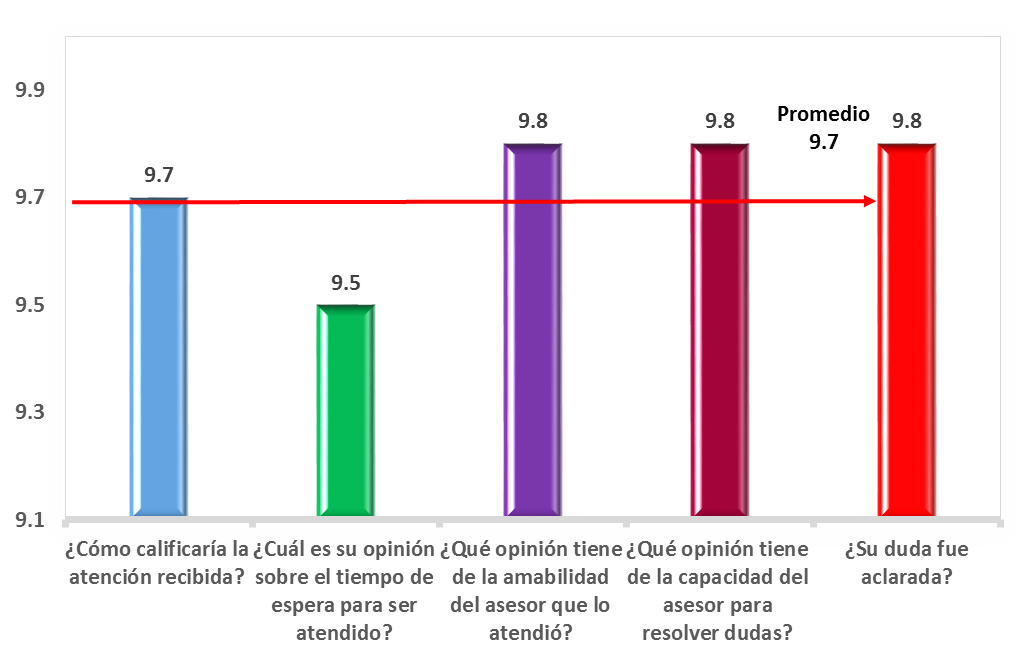 9.9
9.7
9.5
9.3
9.1
9.7
9.5
9.8
9.8
9.8
Promedio
9.7
¿Cómo calificaría la
atención recibida?
¿Cuál es su opinión
sobre el tiempo de
espera para ser
atendido?
¿Qué opinión tiene
de la amabilidad
del asesor que lo
atendió?
¿Qué opinión tiene
de la capacidad del
asesor para
resolver dudas?
¿Su duda fue
aclarada?